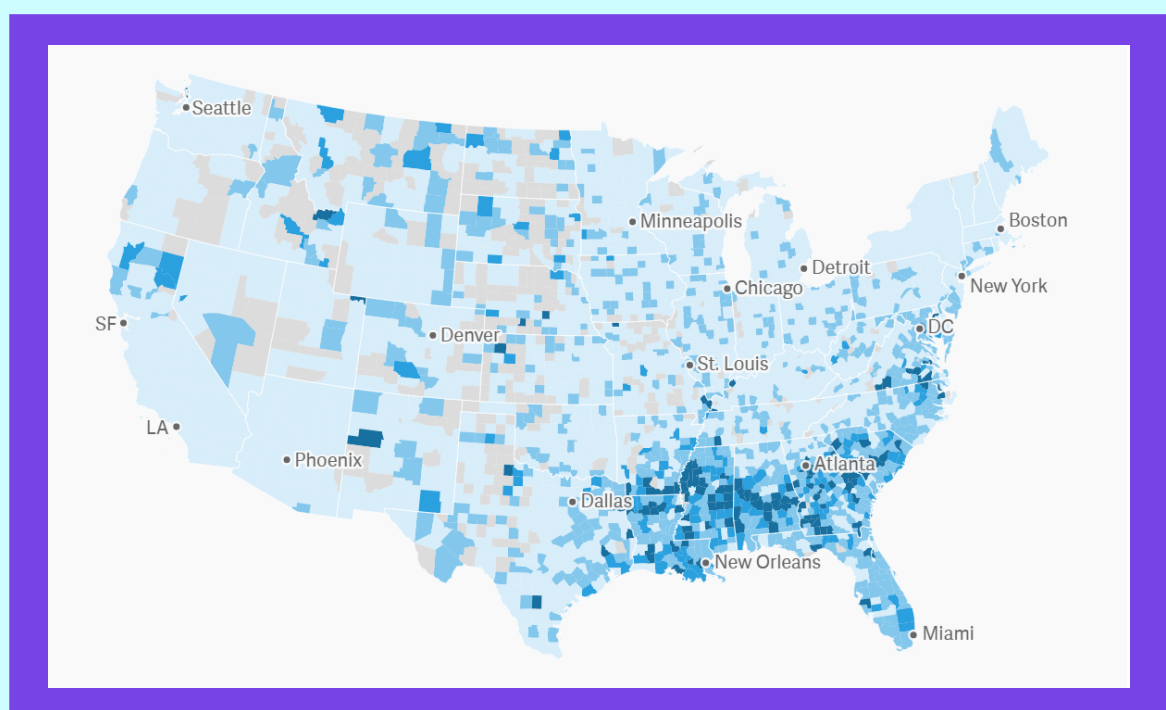 Seattle
Minneapolis
Boston
Detroit
Chicago
New York
SF
Denver
DC
St. Louis
LA
Phoenix
Atlanta
Dallas
New Orleans
Miami